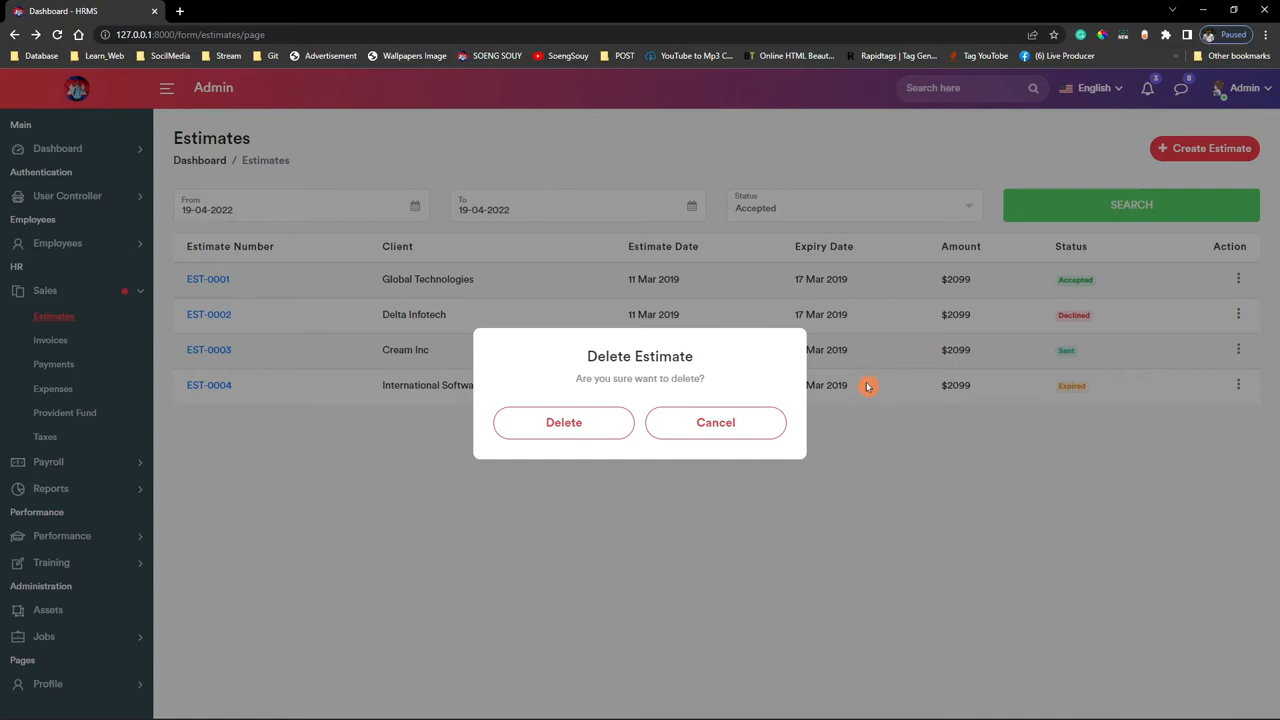 Dashboard - HRMS
127.0.0.1:8000/form/estimates/page
Paused
Database Learn_Web SocilMedia Stream Git Advertisement Wallpapers Image SOENG SOUY SoengSouy POST YouTube to Mp3 C... Online HTML Beaut... Rapidtags | Tag Gen... Tag YouTube (8) Live Producer Other bookmarks
Admin
Search here
English
3
8
Admin
Main
Dashboard
Authentication
User Controller
Employees
Employees
HR
Sales
Estimates
Invoices
Payments
Expenses
Provident Fund
Taxes
Payroll
Reports
Performance
Performance
Training
Administration
Assets
Jobs
Pages
Profile
Estimates
Dashboard / Estimates
+ Create Estimate
From
19-04-2022
To
19-04-2022
Status
Accepted
SEARCH
Estimate Number Client Estimate Date Expiry Date Amount Status Action
EST-0001 Global Technologies 11 Mar 2019 17 Mar 2019 $2099 Accepted
EST-0002 Delta Infotech 11 Mar 2019 17 Mar 2019 $2099 Declined
EST-0003 Cream Inc Mar 2019 $2099 Sent
EST-0004 International Softwa Mar 2019 $2099 Expired
Delete Estimate
Are you sure want to delete?
Delete
Cancel